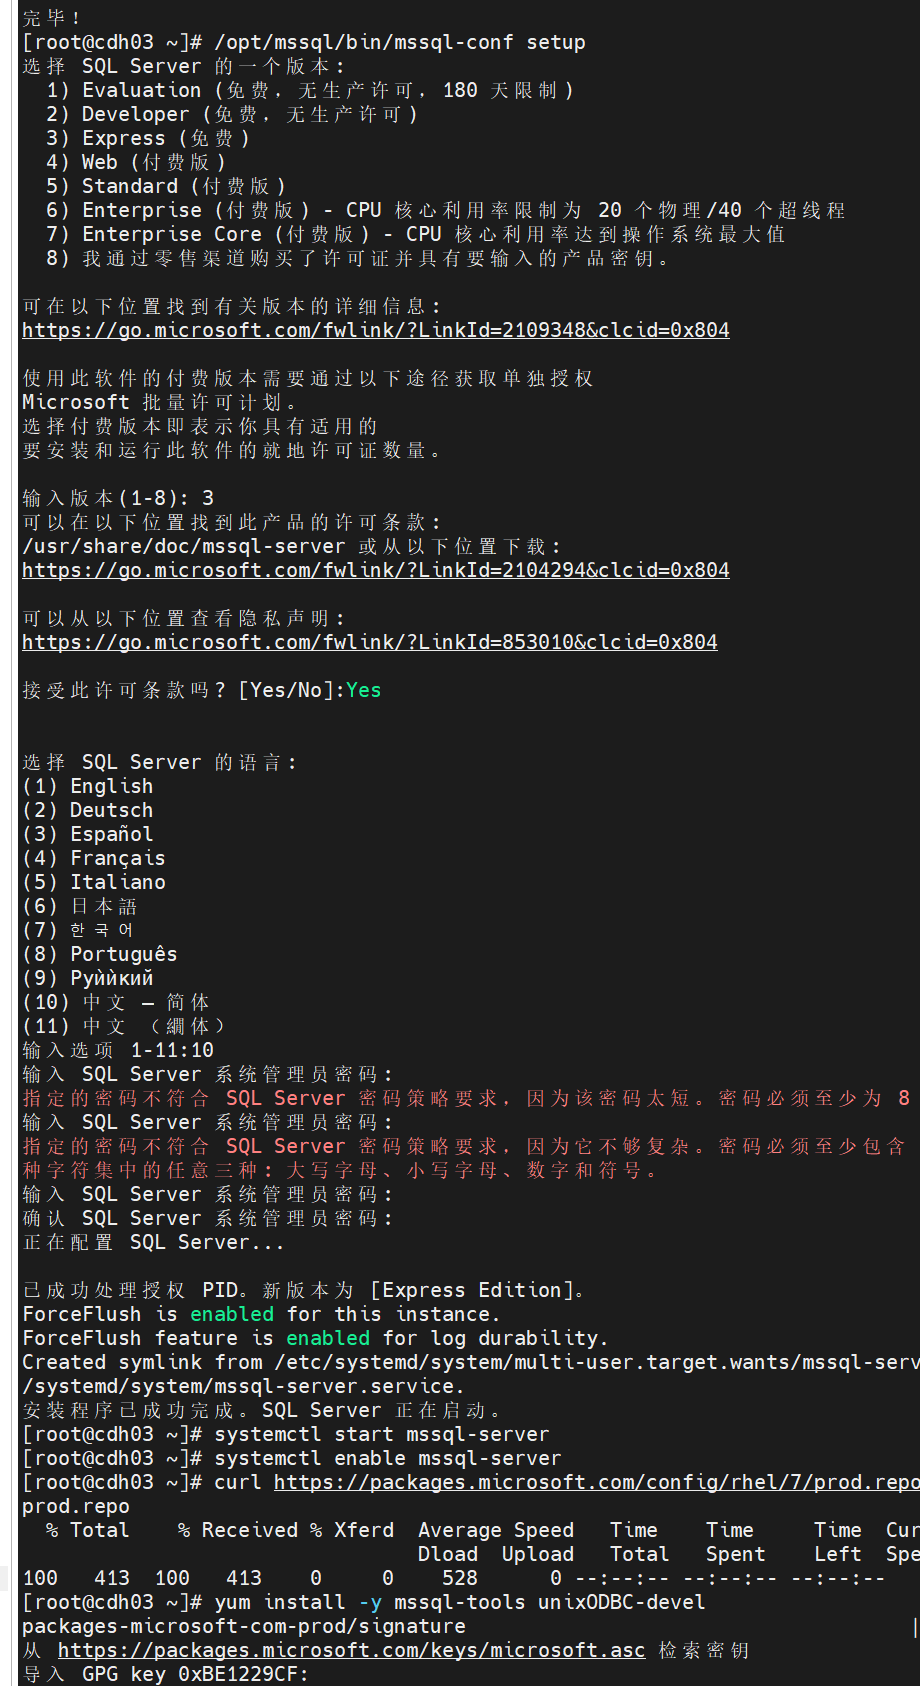 完毕！
[root@cdh03 ~]# /opt/mssql/bin/mssql-conf setup
选择 SQL Server 的一个版本:
1) Evaluation (免费，无生产许可，180 天限制)
2) Developer (免费，无生产许可)
3) Express (免费)
4) Web (付费版)
5) Standard (付费版)
6) Enterprise (付费版) - CPU 核心利用率限制为 20 个物理/40 个超线程
7) Enterprise Core (付费版) - CPU 核心利用率达到操作系统最大值
8) 我通过零售渠道购买了许可证并具有要输入的产品密钥。
可在以下位置找到有关版本的详细信息:
https://go.microsoft.com/fwlink/?LinkId=2109348&clcid=0x804
使用此软件的付费版本需要通过以下途径获取单独授权
Microsoft 批量许可计划。
选择付费版本即表示你具有适用的
要安装和运行此软件的就地许可证数量。
输入版本(1-8): 3
可以在以下位置找到此产品的许可条款:
/usr/share/doc/mssql-server 或从以下位置下载:
https://go.microsoft.com/fwlink/?LinkId=2104294&clcid=0x804
可以从以下位置查看隐私声明:
https://go.microsoft.com/fwlink/?LinkId=853010&clcid=0x804
接受此许可条款吗? [Yes/No]:Yes
选择 SQL Server 的语言:
(1) English
(2) Deutsch
(3) Español
(4) Français
(5) Italiano
(6) 日本語
(7) 한국어
(8) Português
(9) Руѝѝкий
(10) 中文 – 简体
(11) 中文 （繝体）
输入选项 1-11:10
输入 SQL Server 系统管理员密码:
指定的密码不符合 SQL Server 密码策略要求，因为该密码太短。密码必须至少为 8
输入 SQL Server 系统管理员密码:
指定的密码不符合 SQL Server 密码策略要求，因为它不够复杂。密码必须至少包含
种字符集中的任意三种: 大写字母、小写字母、数字和符号。
输入 SQL Server 系统管理员密码:
确认 SQL Server 系统管理员密码:
正在配置 SQL Server...
已成功处理授权 PID。新版本为 [Express Edition]。
ForceFlush is enabled for this instance.
ForceFlush feature is enabled for log durability.
Created symlink from /etc/systemd/system/multi-user.target.wants/mssql-serv
/systemd/system/mssql-server.service.
安装程序已成功完成。SQL Server 正在启动。
[root@cdh03 ~]# systemctl start mssql-server
[root@cdh03 ~]# systemctl enable mssql-server
[root@cdh03 ~]# curl https://packages.microsoft.com/config/rhel/7/prod.repo
prod.repo
% Total % Received % Xferd Average Speed Time Time Time Cur
Dload Upload Total Spent Left Spe
100 413 100 413 0 0 528 0 --:--:-- --:--:-- --:--:--
[root@cdh03 ~]# yum install -y mssql-tools unixODBC-devel
packages-microsoft-com-prod/signature |
从 https://packages.microsoft.com/keys/microsoft.asc 检索密钥
导入 GPG key 0xBE1229CF: